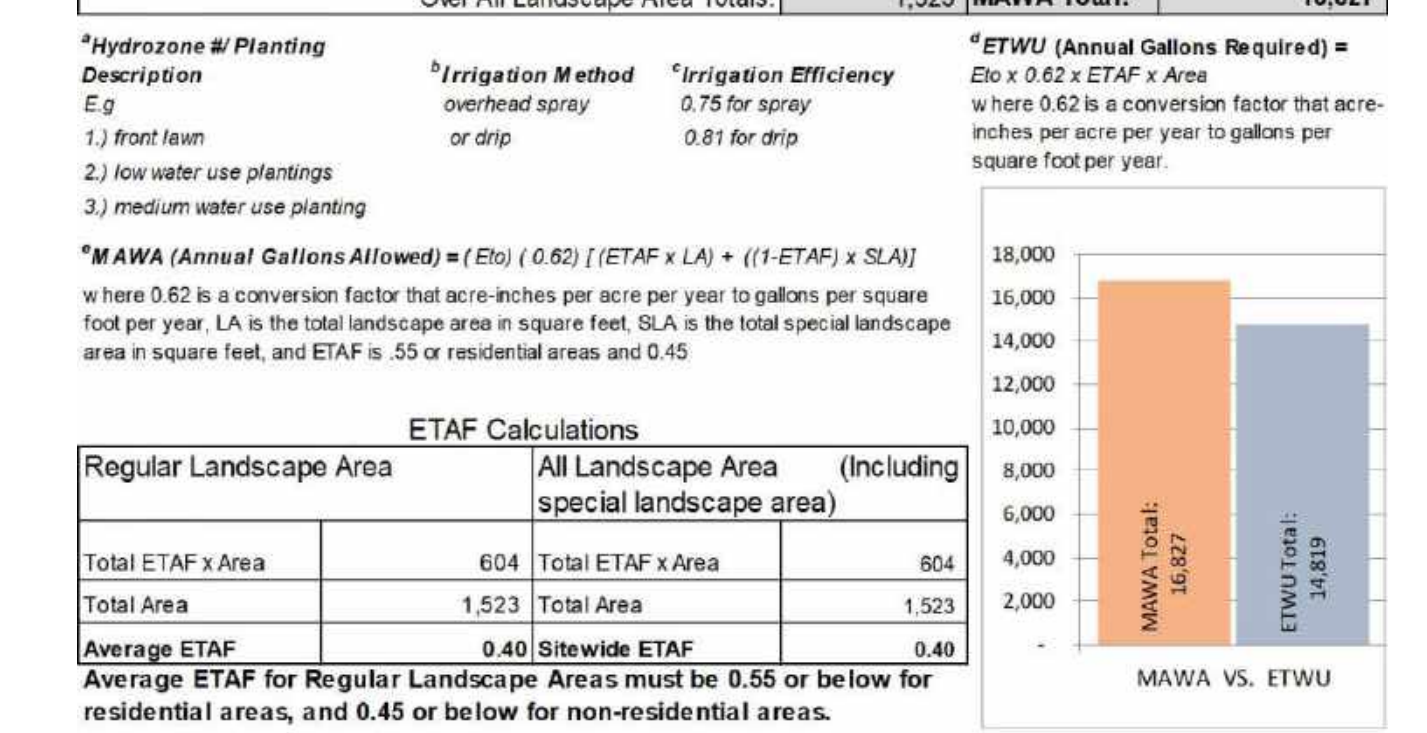 Over All Landscape Area Totals: 1,523 MAWA Total: 16,827
ᵃHydrozone #/ Planting
Description
E.g
1.) front lawn
2.) low water use plantings
3.) medium water use planting
ᵇIrrigation Method
overhead spray
or drip
ᶜIrrigation Efficiency
0.75 for spray
0.81 for drip
ᵈETWU (Annual Gallons Required) =
Eto x 0.62 x ETAF x Area
where 0.62 is a conversion factor that acre-
inches per acre per year to gallons per
square foot per year.
ᵉMAWA (Annual Gallons Allowed) = (Eto) ( 0.62) [ (ETAF x LA) + ((1-ETAF) x SLA)]
where 0.62 is a conversion factor that acre-inches per acre per year to gallons per square
foot per year, LA is the total landscape area in square feet, SLA is the total special landscape
area in square feet, and ETAF is .55 or residential areas and 0.45
ETAF Calculations
Regular Landscape Area
All Landscape Area (Including
special landscape area)
Total ETAF x Area 604 Total ETAF x Area 604
Total Area 1,523 Total Area 1,523
Average ETAF 0.40 Sitewide ETAF 0.40
Average ETAF for Regular Landscape Areas must be 0.55 or below for
residential areas, and 0.45 or below for non-residential areas.
18,000
16,000
14,000
12,000
10,000
8,000
6,000
4,000
2,000
-
MAWA Total:
16,827
ETWU Total:
14,819
MAWA VS. ETWU